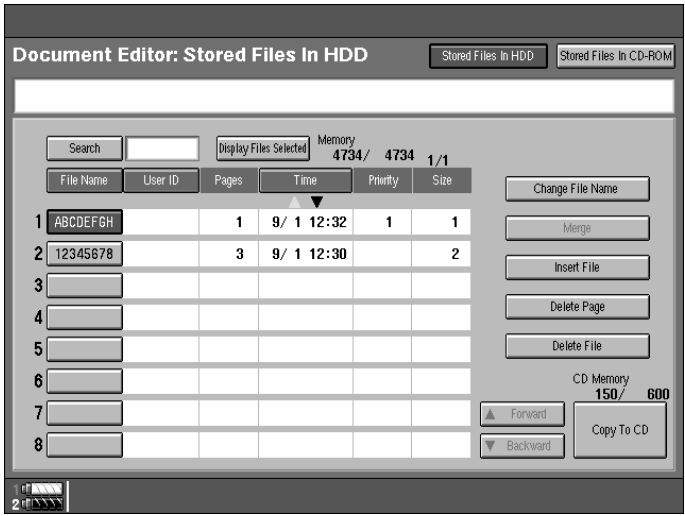 Document Editor: Stored Files In HDD
Stored Files In HDD
Stored Files In CD-ROM
Search
Display Files Selected
Memory
4734/ 4734
1/1
File Name User ID Pages Time Priority Size
1 ABCDEFGH 1 9/ 1 12:32 1 1
2 12345678 3 9/ 1 12:30 2
3
4
5
6
7
8
Change File Name
Merge
Insert File
Delete Page
Delete File
CD Memory
150/ 600
Forward
Backward
Copy To CD
1
2